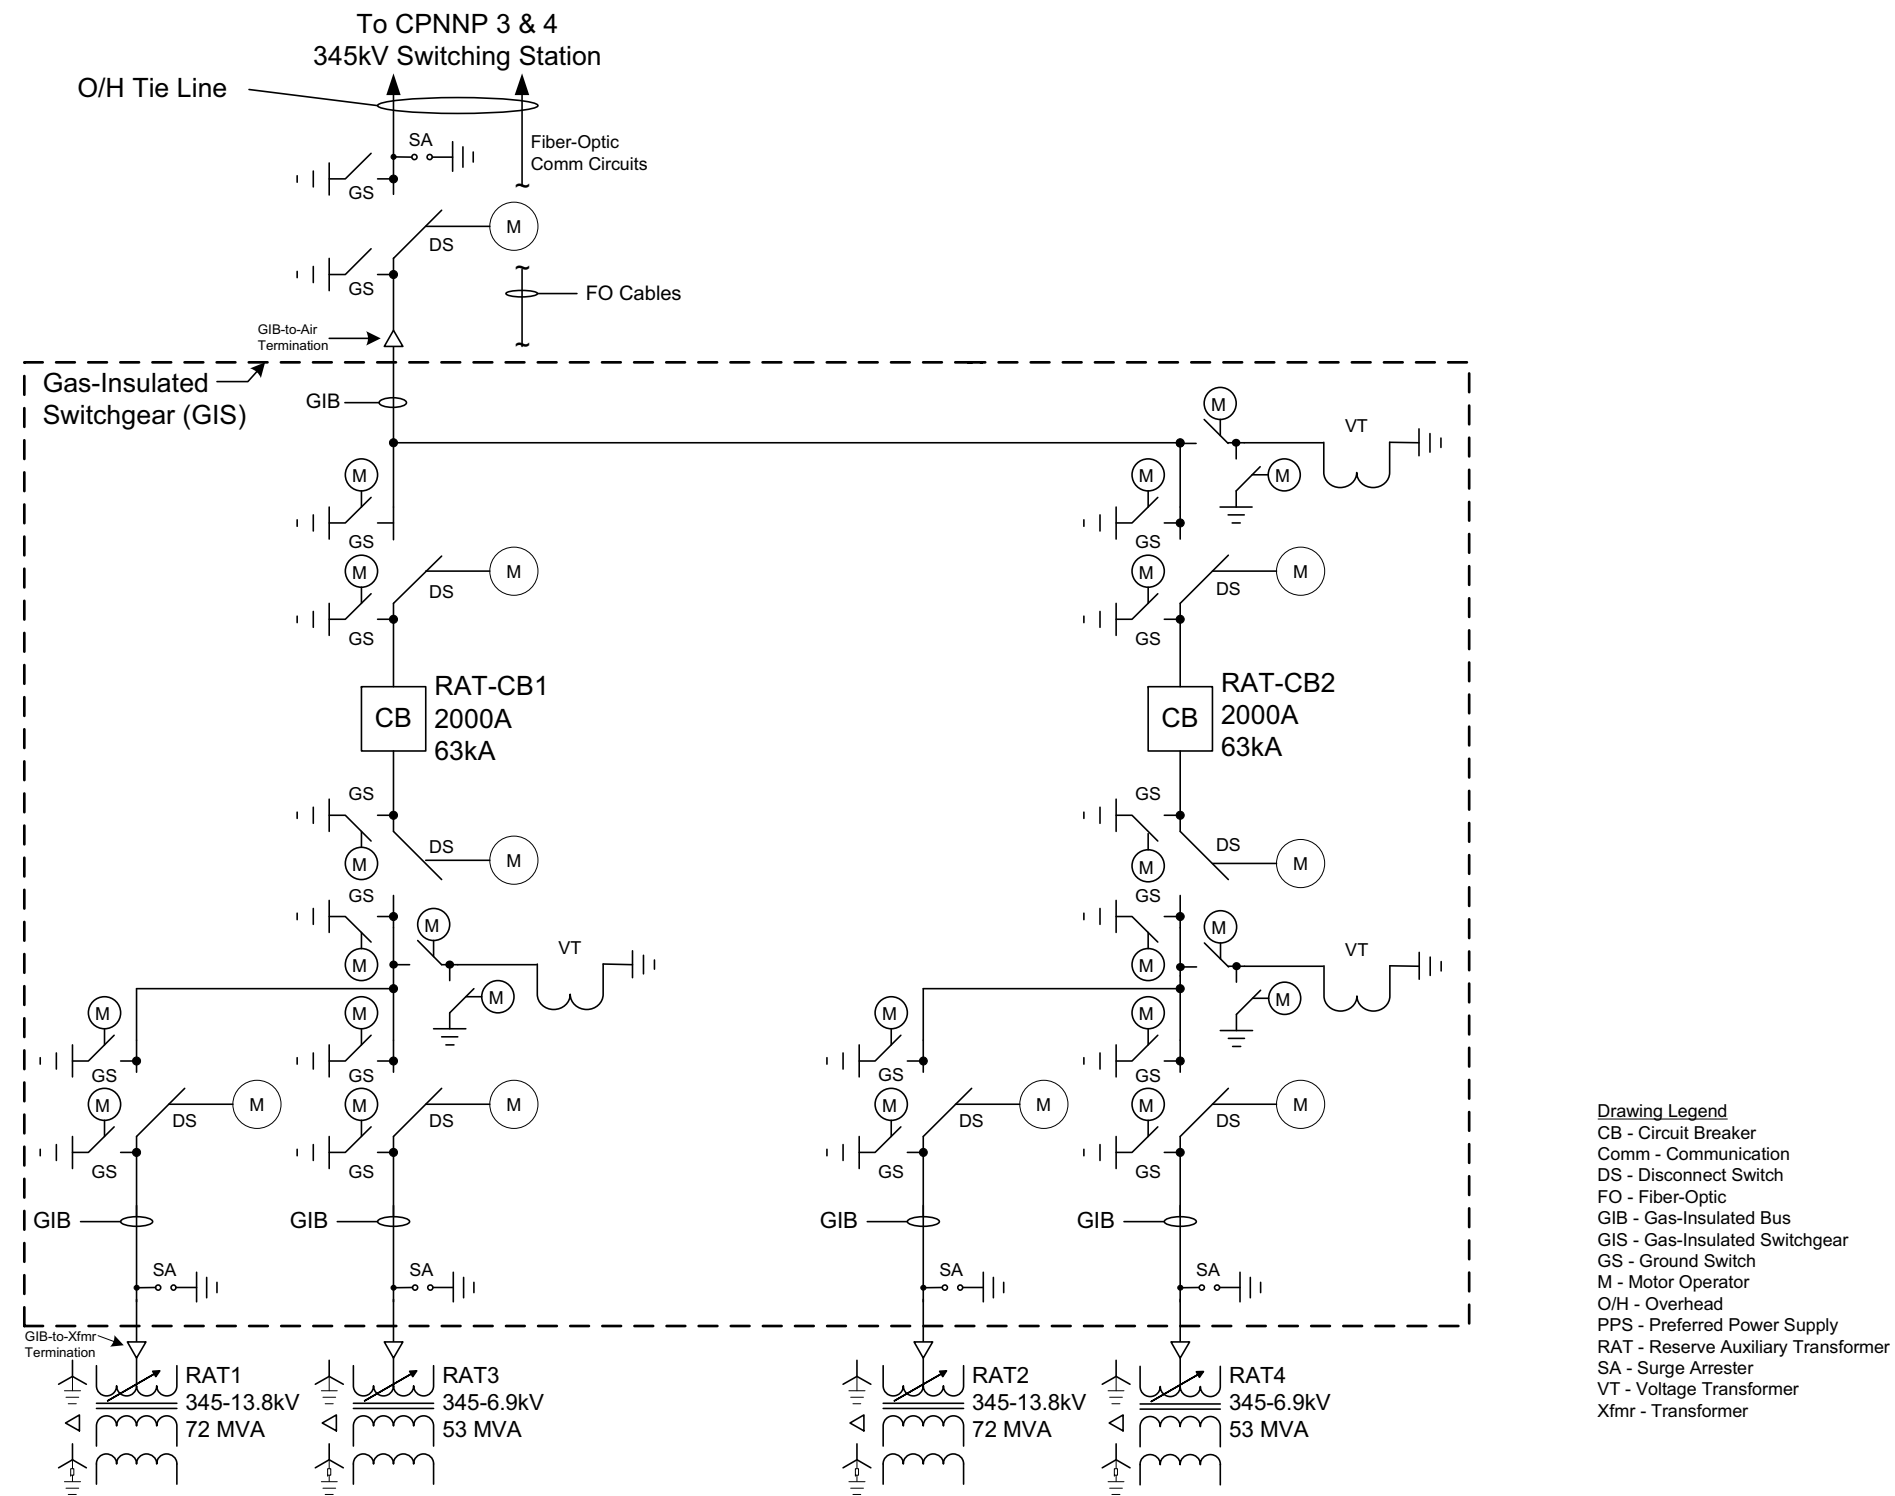 To CPNNP 3 & 4
345kV Switching Station
O/H Tie Line
SA
Fiber-Optic
Comm Circuits
GS
M
DS
GS
FO Cables
GIB-to-Air
Termination
Gas-Insulated
Switchgear (GIS)
GIB
M
VT
M
M
M
GS
GS
M
M
M
M
DS
DS
GS
GS
RAT-CB1
2000A
63kA
CB
RAT-CB2
2000A
63kA
CB
GS
GS
DS
DS
M
M
M
M
GS
GS
M
M
VT
VT
M
M
M
M
M
M
M
M
GS
GS
GS
GS
M
M
M
M
M
M
M
M
DS
DS
DS
DS
GS
GS
GS
GS
GIB
GIB
GIB
GIB
SA
SA
SA
SA
GIB-to-Xfmr
Termination
RAT1
345-13.8kV
72 MVA
RAT3
345-6.9kV
53 MVA
RAT2
345-13.8kV
72 MVA
RAT4
345-6.9kV
53 MVA
Drawing Legend
CB - Circuit Breaker
Comm - Communication
DS - Disconnect Switch
FO - Fiber-Optic
GIB - Gas-Insulated Bus
GIS - Gas-Insulated Switchgear
GS - Ground Switch
M - Motor Operator
O/H - Overhead
PPS - Preferred Power Supply
RAT - Reserve Auxiliary Transformer
SA - Surge Arrester
VT - Voltage Transformer
Xfmr - Transformer